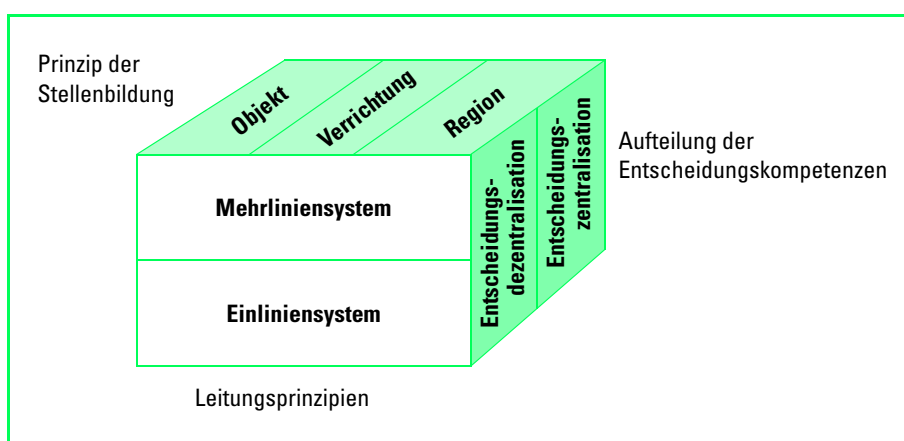 Prinzip der
Stellenbildung
Objekt
Verrichtung
Region
Mehrliniensystem
Einliniensystem
Entscheidungs-
dezentralisation
Entscheidungs-
zentralisation
Aufteilung der
Entscheidungskompetenzen
Leitungsprinzipien